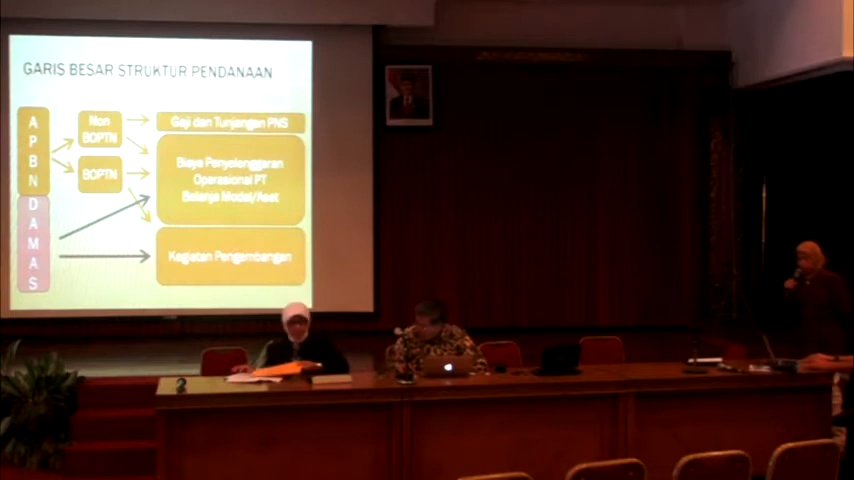 GARIS BESAR STRUKTUR PENDANAAN
A
P
B
N
D
A
M
A
S
Non
BOPTN
BOPTN
Gaji dan Tunjangan PNS
Biaya Penyelenggaran
Operasional PT
Belanja Modal/Aset
Kegiatan Pengembangan